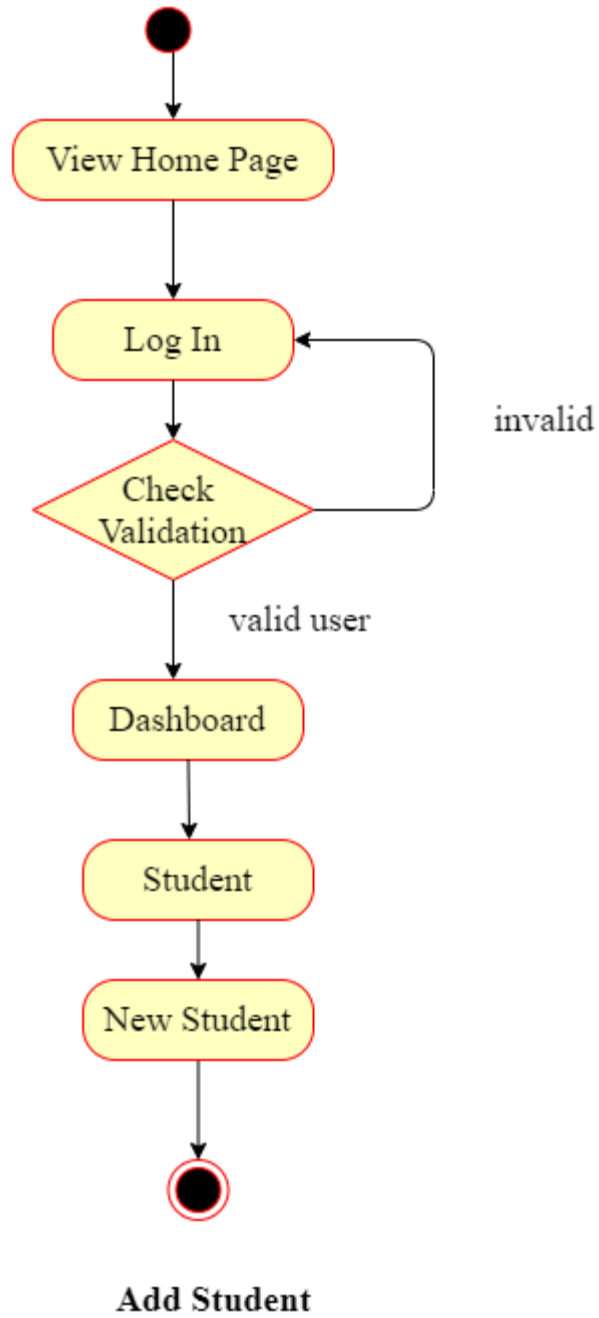 View Home Page
Log In
invalid
Check
Validation
valid user
Dashboard
Student
New Student
Add Student